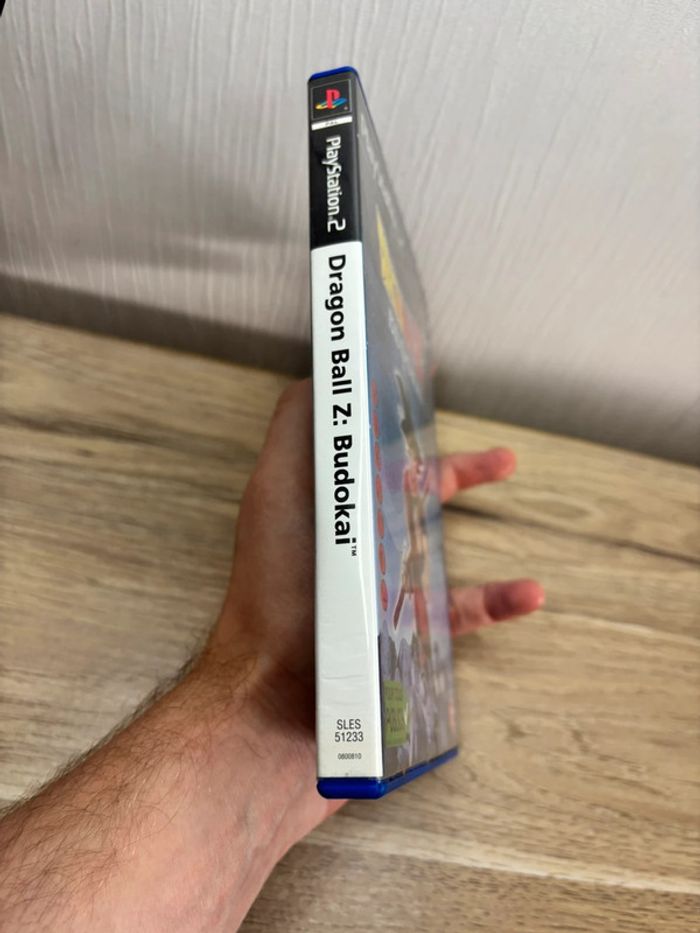 PlayStation 2
Dragon Ball Z: Budokai™
SLES
51233
0800810